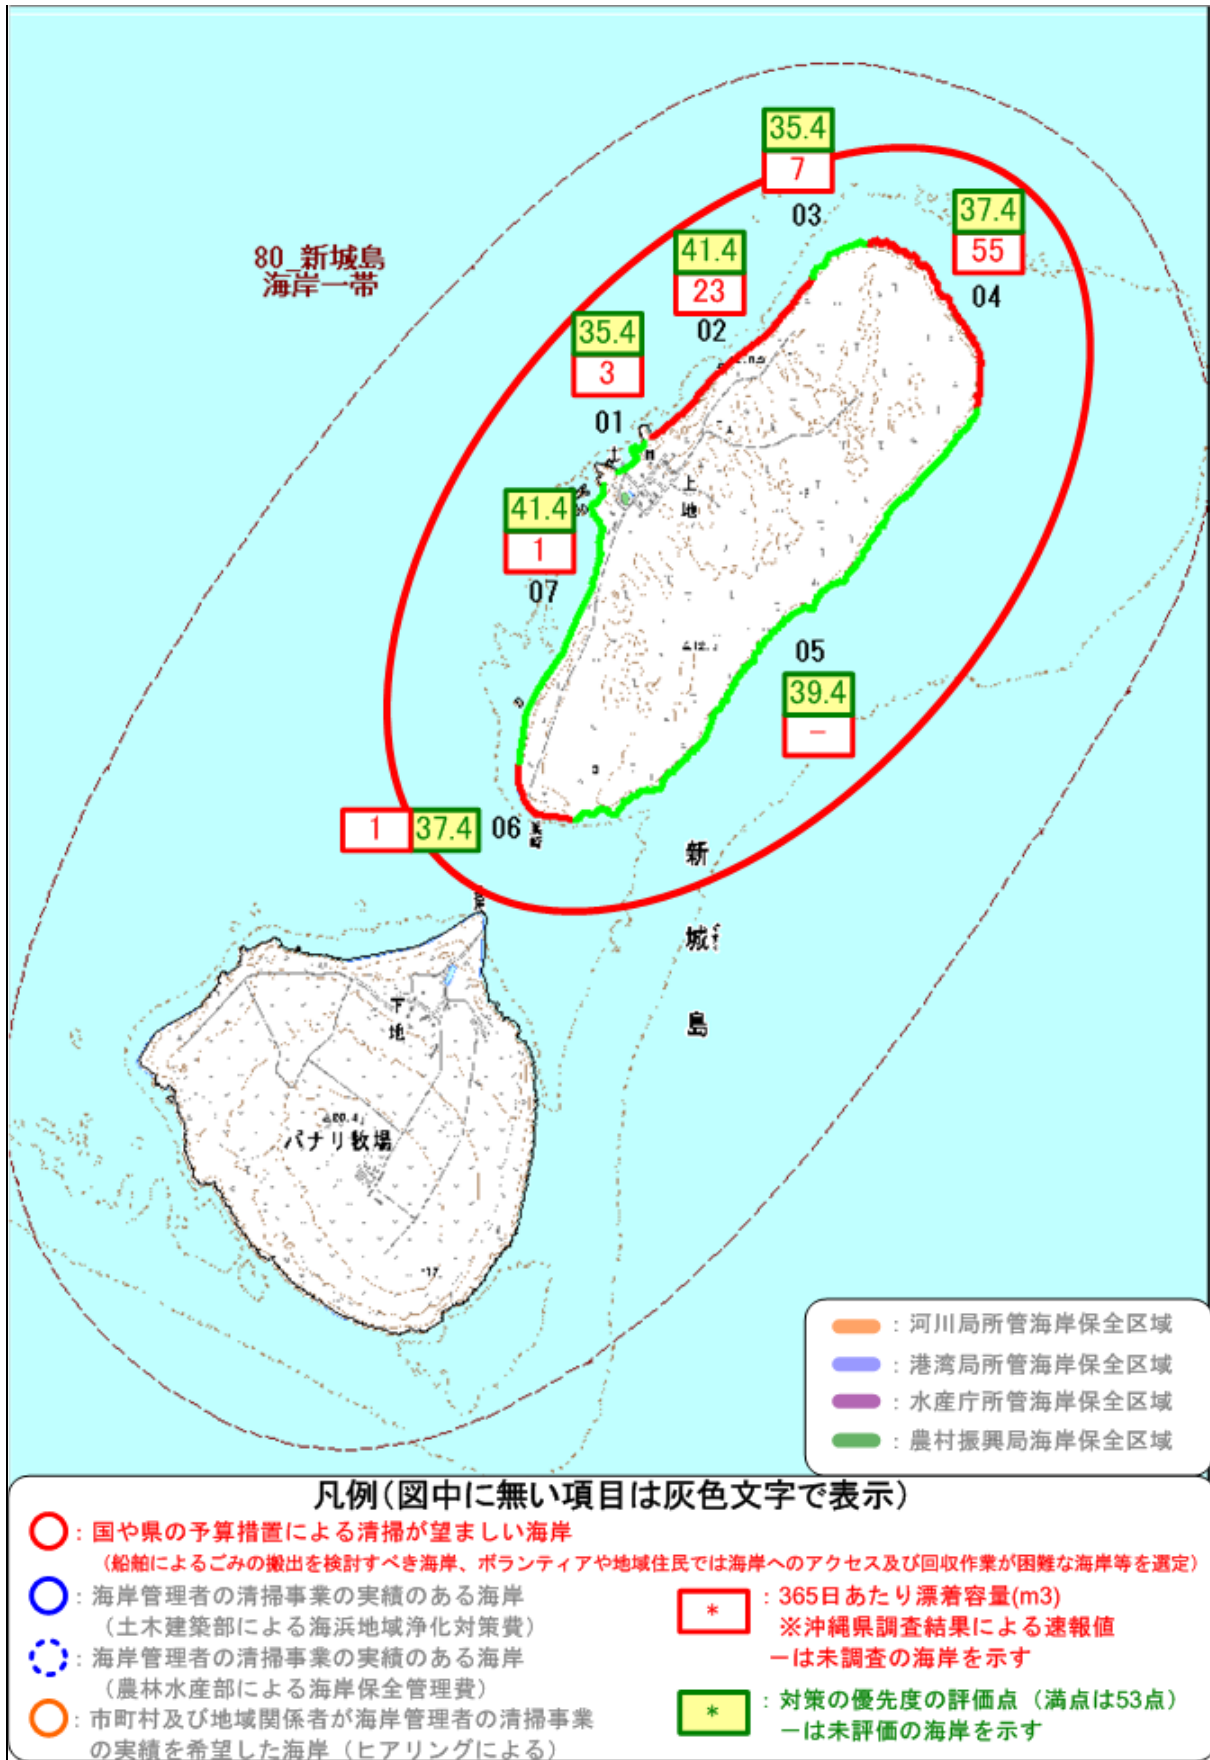 80_新城島
海岸一帯
35.4
7
03
37.4
55
04
41.4
23
02
35.4
3
01
上
地
41.4
1
07
05
39.4
-
1
37.4
06
新
城
島
下
地
パナリ牧場
: 河川局所管海岸保全区域
: 港湾局所管海岸保全区域
: 水産庁所管海岸保全区域
: 農村振興局海岸保全区域
凡例(図中に無い項目は灰色文字で表示)
: 国や県の予算措置による清掃が望ましい海岸
(船舶によるごみの搬出を検討すべき海岸、ボランティアや地域住民では海岸へのアクセス及び回収作業が困難な海岸等を選定)
: 海岸管理者の清掃事業の実績のある海岸
(土木建築部による海浜地域浄化対策費)
: 海岸管理者の清掃事業の実績のある海岸
(農林水産部による海岸保全管理費)
: 市町村及び地域関係者が海岸管理者の清掃事業
の実績を希望した海岸(ヒアリングによる)
* : 365日あたり漂着容量(m3)
※沖縄県調査結果による速報値
-は未調査の海岸を示す
* : 対策の優先度の評価点(満点は53点)
-は未評価の海岸を示す